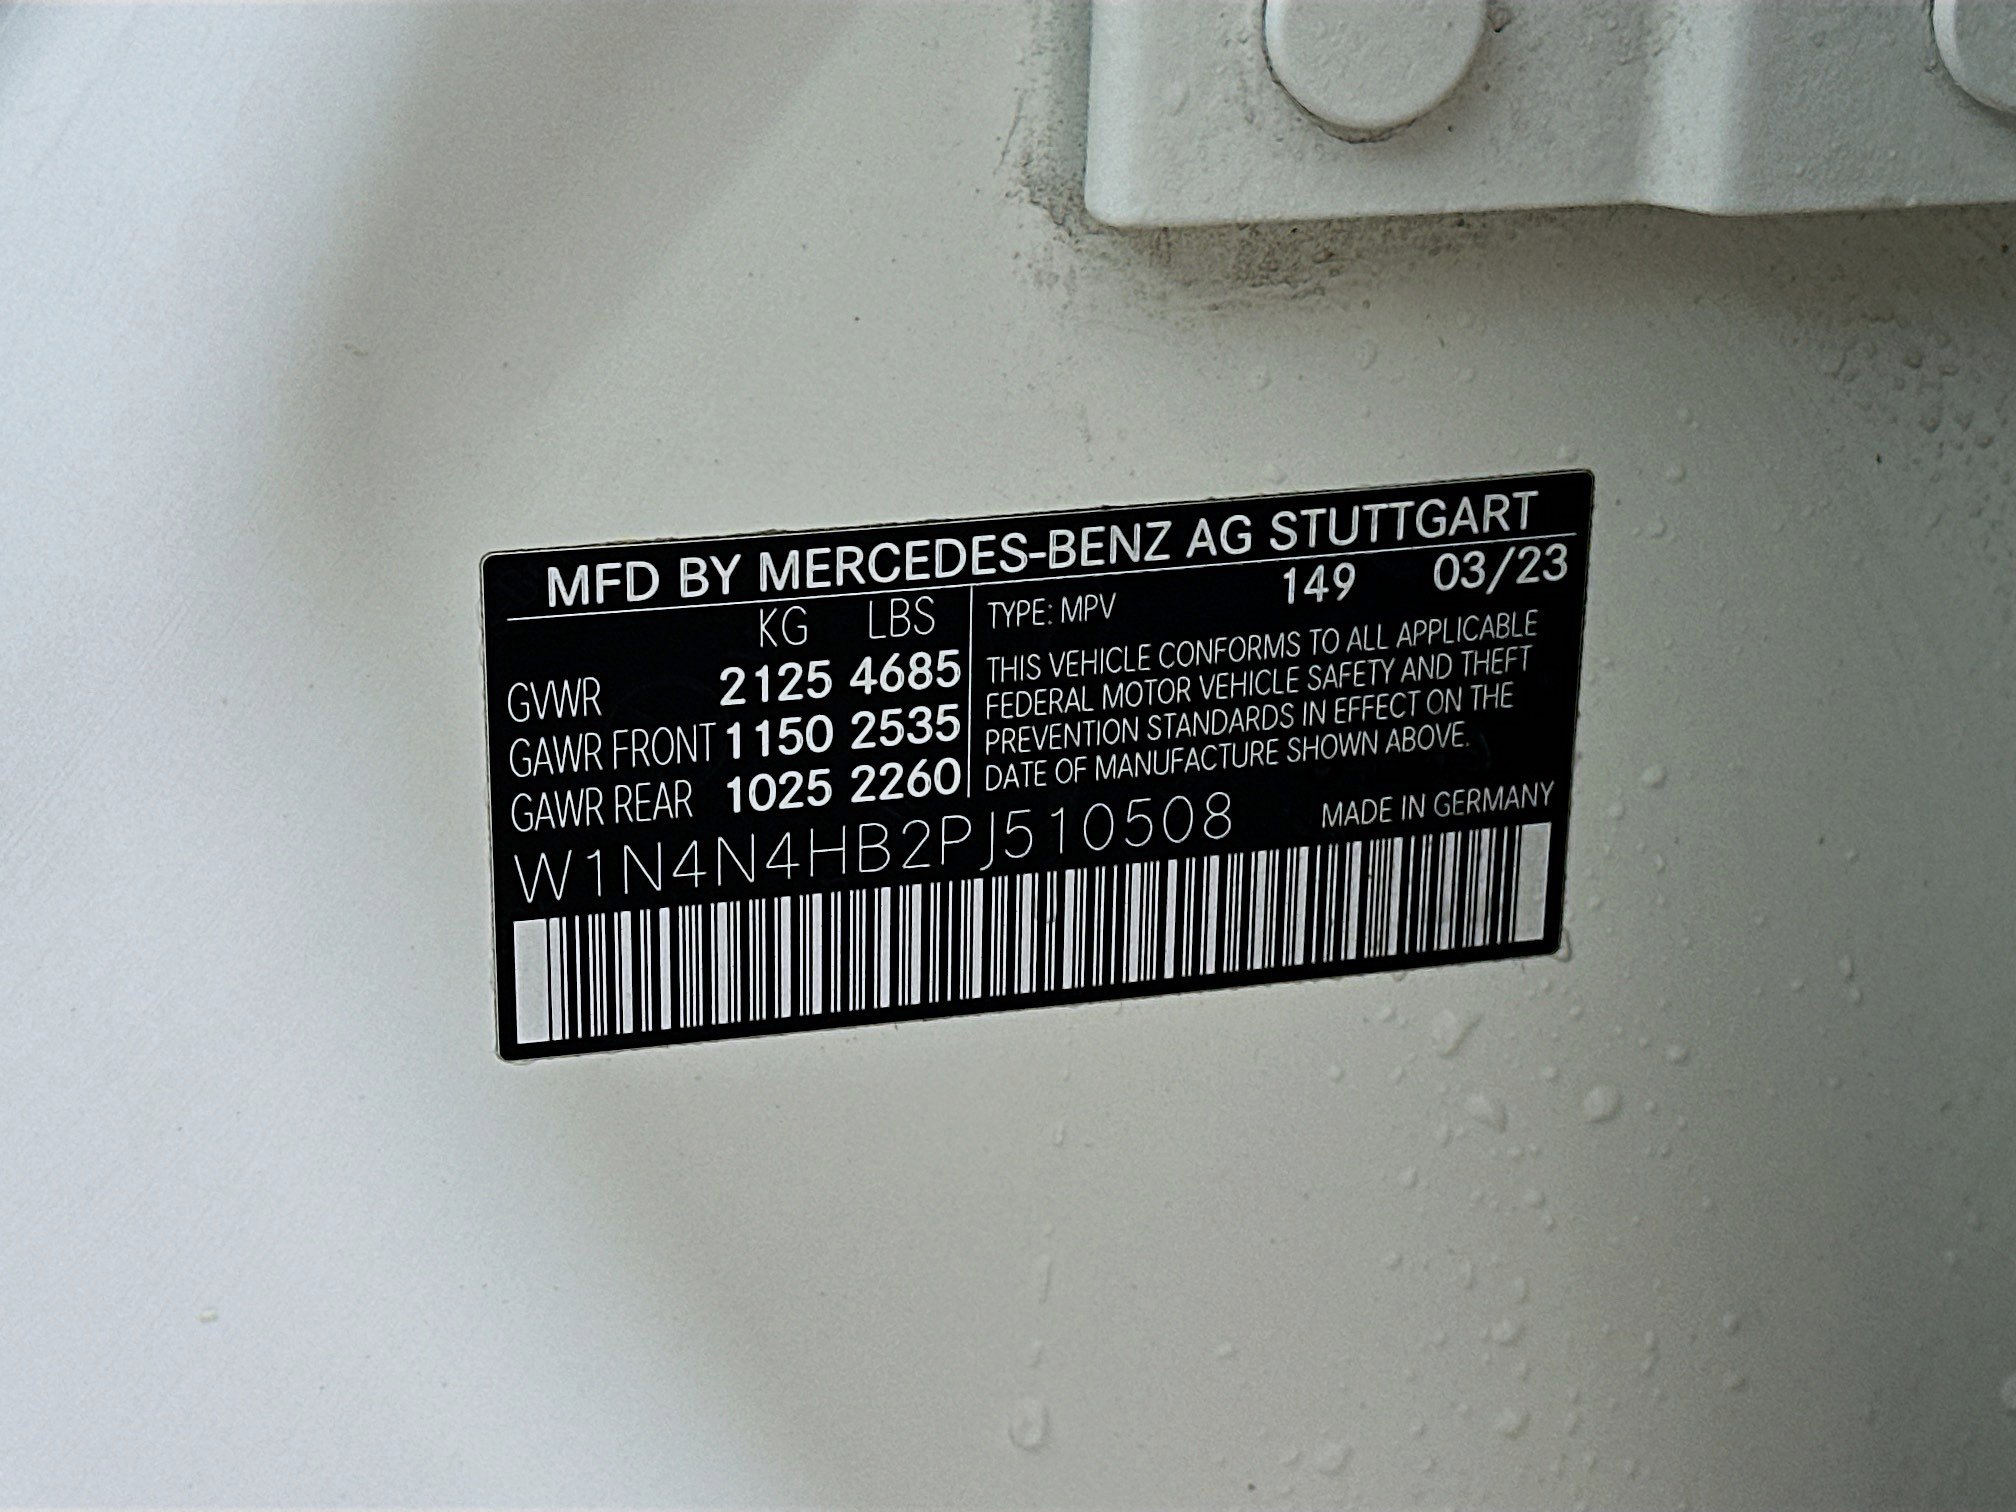 MFD BY MERCEDES-BENZ AG STUTTGART
KG LBS
GVWR 2125 4685
GAWR FRONT 1150 2535
GAWR REAR 1025 2260
TYPE: MPV 149 03/23
THIS VEHICLE CONFORMS TO ALL APPLICABLE
FEDERAL MOTOR VEHICLE SAFETY AND THEFT
PREVENTION STANDARDS IN EFFECT ON THE
DATE OF MANUFACTURE SHOWN ABOVE.
W1N4N4HB2PJ510508 MADE IN GERMANY